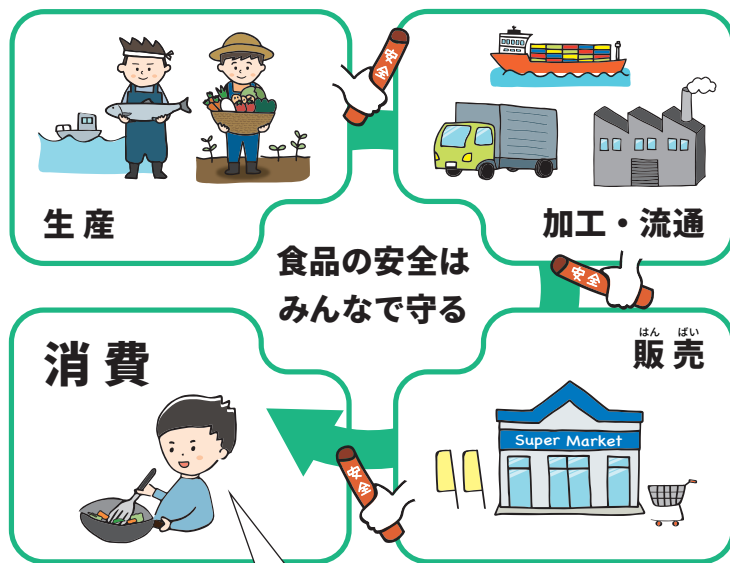 安全
生産
加工・流通
食品の安全は
みんなで守る
安全
はん ばい
販売
消費
Super Market
安全